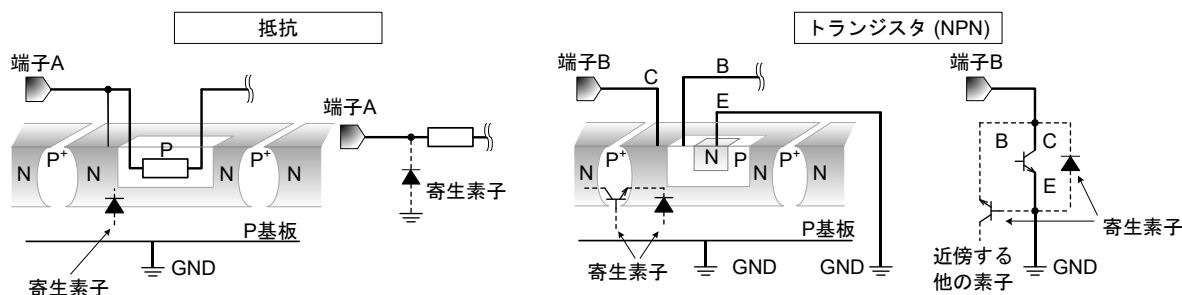 抵抗
トランジスタ (NPN)
端子A
端子A
P
N
P+
N
N
P+
N
寄生素子
P基板
GND
寄生素子
端子B
C
B
E
N
P+
N
N
P
N
P+
N
P基板
寄生素子
GND
GND
端子B
B
C
E
寄生素子
近傍する
他の素子
GND